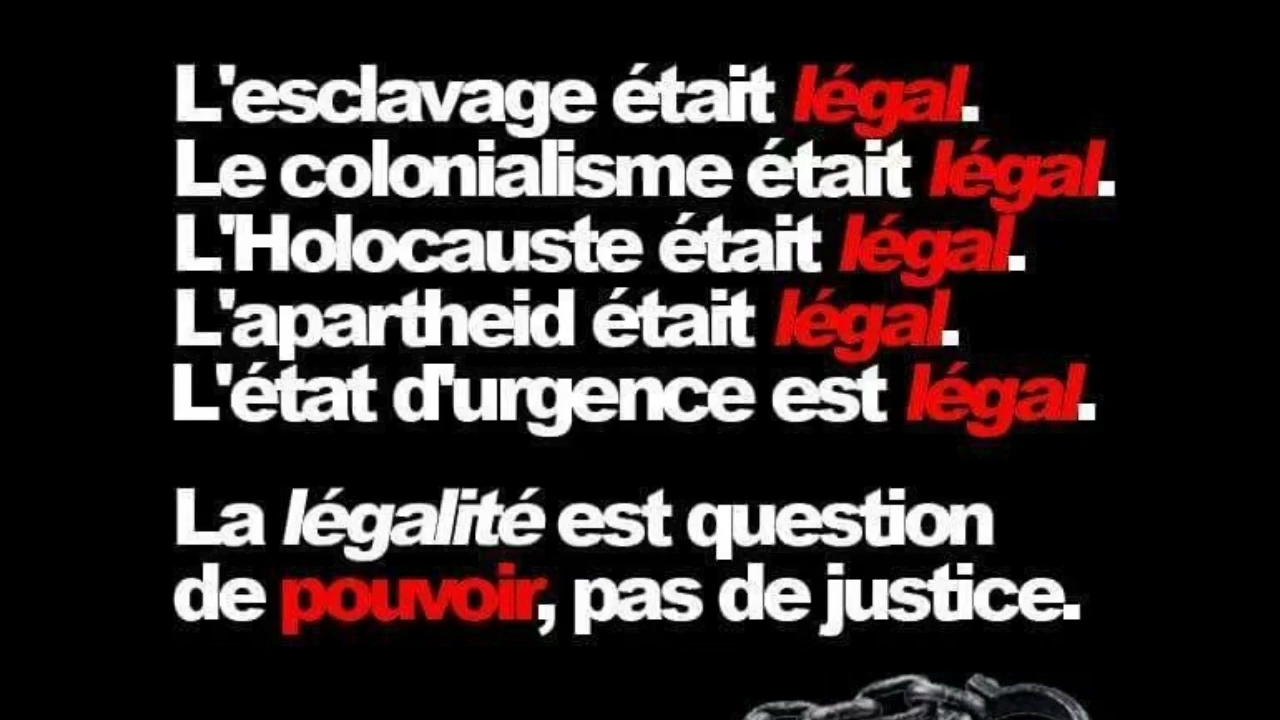 L'esclavage était légal.
Le colonialisme était légal.
L'Holocauste était légal.
L'apartheid était légal.
L'état d'urgence est légal.
La légalité est question
de pouvoir, pas de justice.